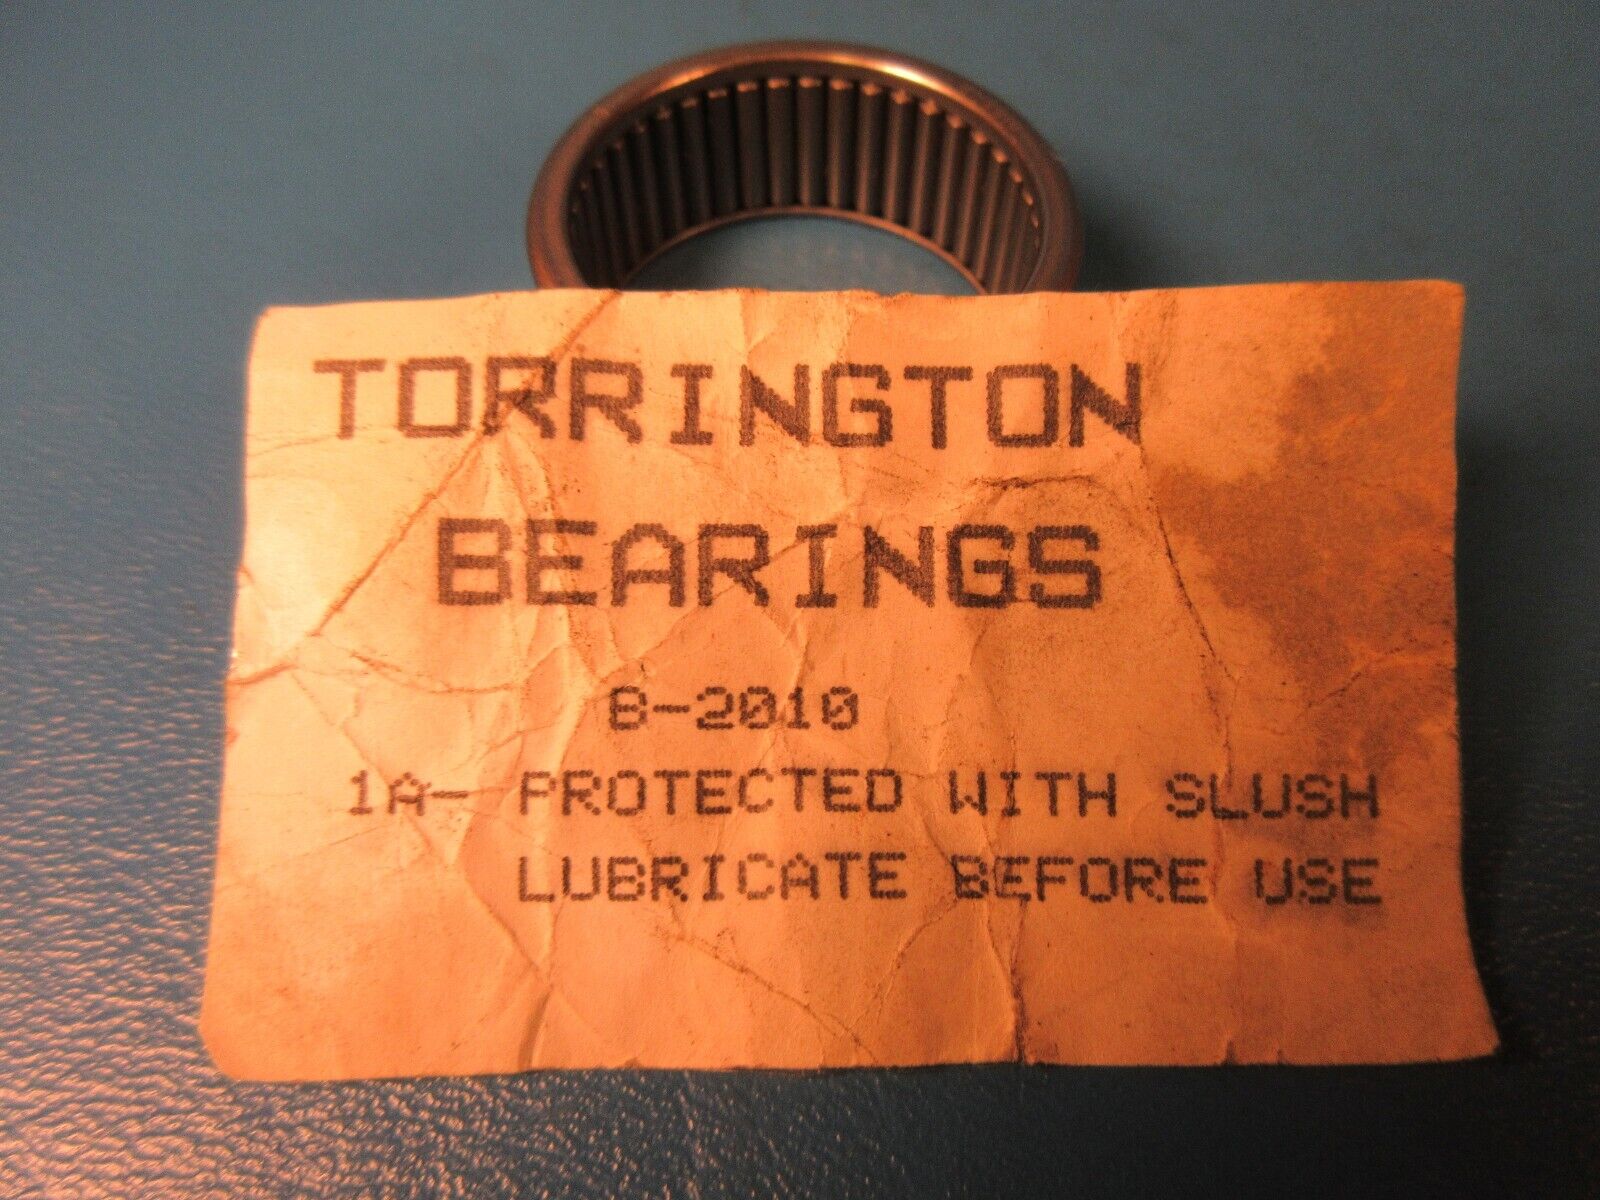 TORRINGTON
BEARINGS
B-2010
1A- PROTECTED WITH SLUSH
LUBRICATE BEFORE USE